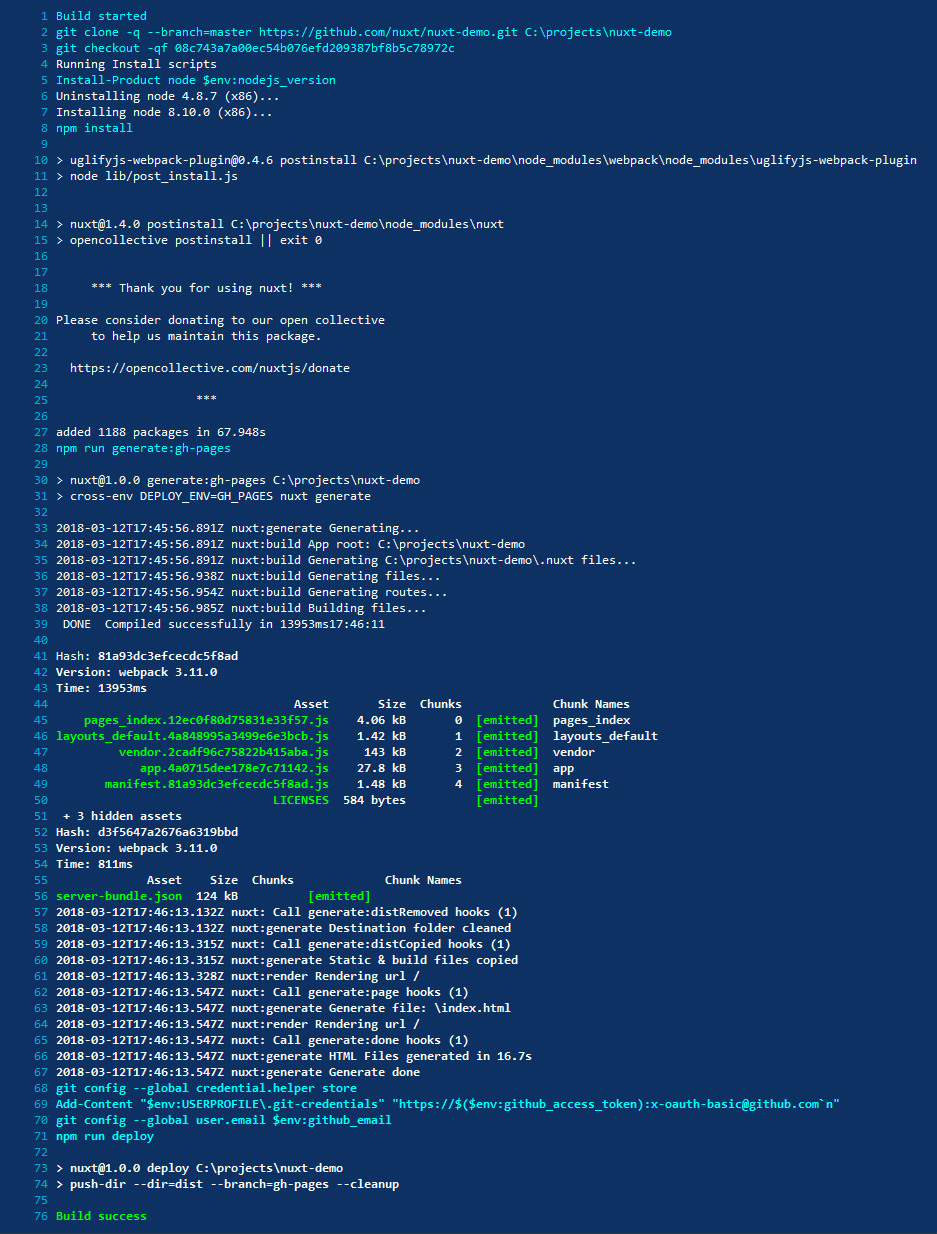 1 Build started
2 git clone -q --branch=master https://github.com/nuxt/nuxt-demo.git C:\projects\nuxt-demo
3 git checkout -qf 08c743a7a00ec54b076efd209387bf8b5c78972c
4 Running Install scripts
5 Install-Product node $env:nodejs_version
6 Uninstalling node 4.8.7 (x86)...
7 Installing node 8.10.0 (x86)...
8 npm install
9
10 > uglifyjs-webpack-plugin@0.4.6 postinstall C:\projects\nuxt-demo\node_modules\webpack\node_modules\uglifyjs-webpack-plugin
11 > node lib/post_install.js
12
13
14 > nuxt@1.4.0 postinstall C:\projects\nuxt-demo\node_modules\nuxt
15 > opencollective postinstall || exit 0
16
17
18      *** Thank you for using nuxt! ***
19
20 Please consider donating to our open collective
21      to help us maintain this package.
22
23   https://opencollective.com/nuxtjs/donate
24
25                     ***
26
27 added 1188 packages in 67.948s
28 npm run generate:gh-pages
29
30 > nuxt@1.0.0 generate:gh-pages C:\projects\nuxt-demo
31 > cross-env DEPLOY_ENV=GH_PAGES nuxt generate
32
33 2018-03-12T17:45:56.891Z nuxt:generate Generating...
34 2018-03-12T17:45:56.891Z nuxt:build App root: C:\projects\nuxt-demo
35 2018-03-12T17:45:56.891Z nuxt:build Generating C:\projects\nuxt-demo\.nuxt files...
36 2018-03-12T17:45:56.938Z nuxt:build Generating files...
37 2018-03-12T17:45:56.954Z nuxt:build Generating routes...
38 2018-03-12T17:45:56.985Z nuxt:build Building files...
39  DONE  Compiled successfully in 13953ms17:46:11
40
41 Hash: 81a93dc3efcecdc5f8ad
42 Version: webpack 3.11.0
43 Time: 13953ms
44                                   Asset       Size  Chunks             Chunk Names
45     pages_index.12ec0f80d75831e33f57.js    4.06 kB       0  [emitted]  pages_index
46 layouts_default.4a848995a3499e6e3bcb.js    1.42 kB       1  [emitted]  layouts_default
47          vendor.2cadf96c75822b415aba.js     143 kB       2  [emitted]  vendor
48             app.4a0715dee178e7c71142.js    27.8 kB       3  [emitted]  app
49        manifest.81a93dc3efcecdc5f8ad.js    1.48 kB       4  [emitted]  manifest
50                                LICENSES  584 bytes          [emitted]
51  + 3 hidden assets
52 Hash: d3f5647a2676a6319bbd
53 Version: webpack 3.11.0
54 Time: 811ms
55              Asset    Size  Chunks             Chunk Names
56 server-bundle.json  124 kB          [emitted]
57 2018-03-12T17:46:13.132Z nuxt: Call generate:distRemoved hooks (1)
58 2018-03-12T17:46:13.132Z nuxt:generate Destination folder cleaned
59 2018-03-12T17:46:13.315Z nuxt: Call generate:distCopied hooks (1)
60 2018-03-12T17:46:13.315Z nuxt:generate Static & build files copied
61 2018-03-12T17:46:13.328Z nuxt:render Rendering url /
62 2018-03-12T17:46:13.547Z nuxt: Call generate:page hooks (1)
63 2018-03-12T17:46:13.547Z nuxt:generate Generate file: \index.html
64 2018-03-12T17:46:13.547Z nuxt:render Rendering url /
65 2018-03-12T17:46:13.547Z nuxt: Call generate:done hooks (1)
66 2018-03-12T17:46:13.547Z nuxt:generate HTML Files generated in 16.7s
67 2018-03-12T17:46:13.547Z nuxt:generate Generate done
68 git config --global credential.helper store
69 Add-Content "$env:USERPROFILE\.git-credentials" "https://$($env:github_access_token):x-oauth-basic@github.com`n"
70 git config --global user.email $env:github_email
71 npm run deploy
72
73 > nuxt@1.0.0 deploy C:\projects\nuxt-demo
74 > push-dir --dir=dist --branch=gh-pages --cleanup
75
76 Build success